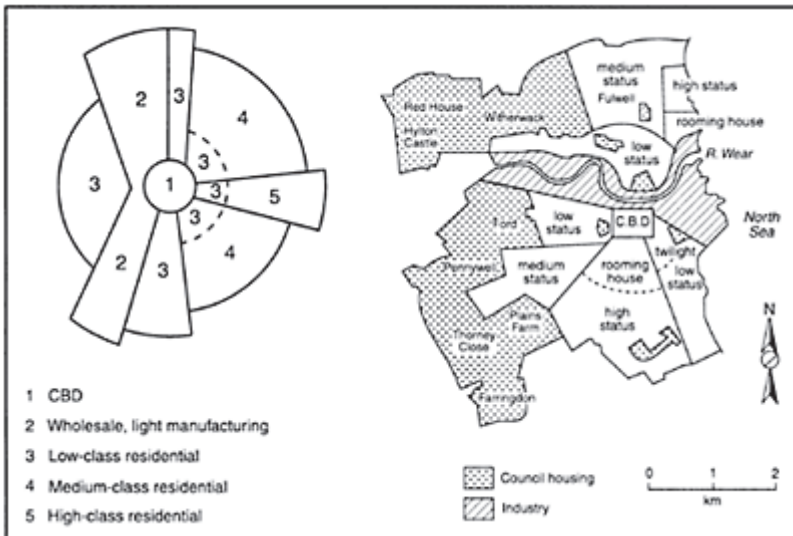 2
3
4
3
3
1
3
5
3
4
2
3
1 CBD
2 Wholesale, light manufacturing
3 Low-class residential
4 Medium-class residential
5 High-class residential
medium
status
Fulwell
high status
rooming house
Red House
Witherwack
Hylton
Castle
low
status
R. Wear
North
Sea
Ford
low
status
C.B.D
twilight
low
status
Pennywell
medium
status
rooming
house
high
status
Plains
Farm
Thorney
Close
Farringdon
N
Council housing
Industry
0 1 2
km